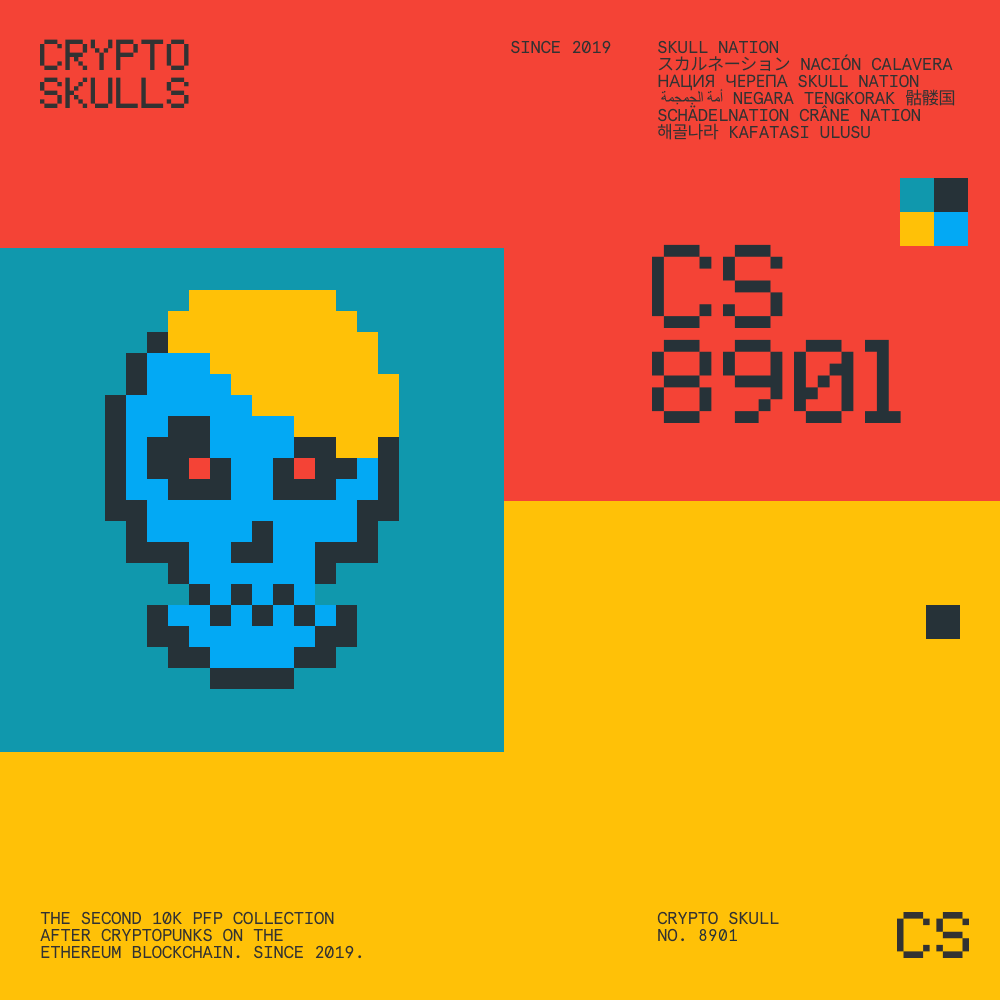 CRYPTO
SKULLS
SINCE 2019
SKULL NATION
スカルネーション NACIÓN CALAVERA
НАЦИЯ ЧЕРЕПА SKULL NATION
أمة الجمجمة NEGARA TENGKORAK 骷髅国
SCHÄDELNATION CRÂNE NATION
해골나라 KAFATASI ULUSU
CS
8901
THE SECOND 10K PFP COLLECTION
AFTER CRYPTOPUNKS ON THE
ETHEREUM BLOCKCHAIN. SINCE 2019.
CRYPTO SKULL
NO. 8901
CS